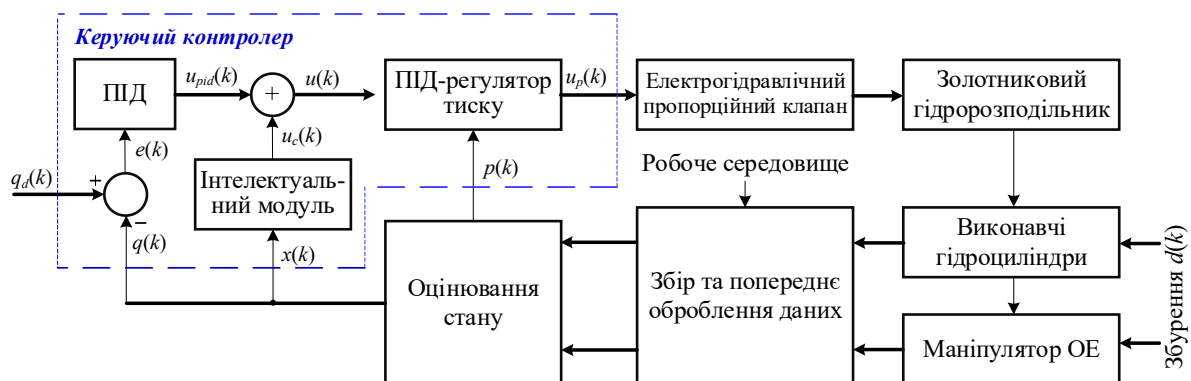 Керуючий контролер
ПІД
u_pid(k)
+
u(k)
ПІД-регулятор
тиску
u_p(k)
Електрогідравлічний
пропорційний клапан
Золотниковий
гідророзподільник
e(k)
u_c(k)
p(k)
Робоче середовище
q_d(k)
+
−
Інтелектуаль-
ний модуль
q(k)
x(k)
Оцінювання
стану
Збір та попереднє
оброблення даних
Виконавчі
гідроциліндри
Маніпулятор ОЕ
Збурення d(k)